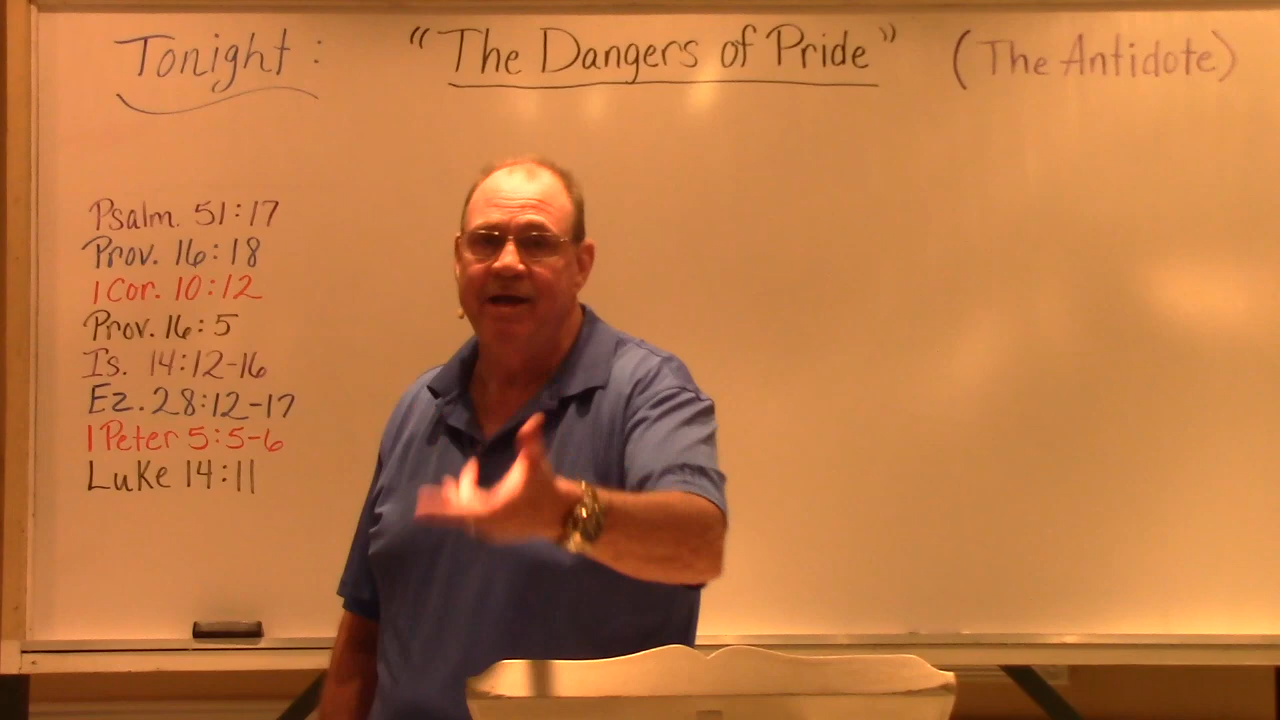 Tonight: "The Dangers of Pride" (The Antidote)
Psalm. 51:17
Prov. 16:18
1 Cor. 10:12
Prov. 16:5
Is. 14:12-16
Ez. 28:12-17
1 Peter 5:5-6
Luke 14:11